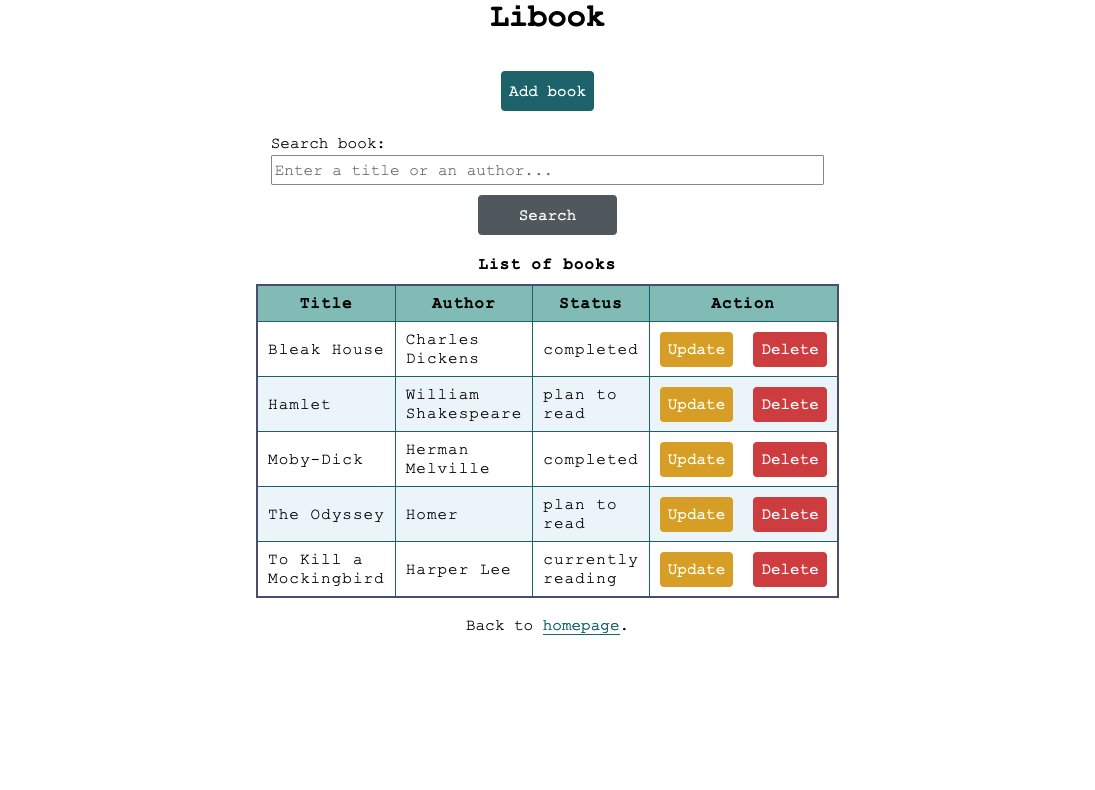 Libook
Add book
Search book:
Enter a title or an author...
Search
List of books
Title Author Status Action
Bleak House Charles Dickens completed Update Delete
Hamlet William Shakespeare plan to read Update Delete
Moby-Dick Herman Melville completed Update Delete
The Odyssey Homer plan to read Update Delete
To Kill a Mockingbird Harper Lee currently reading Update Delete
Back to homepage.